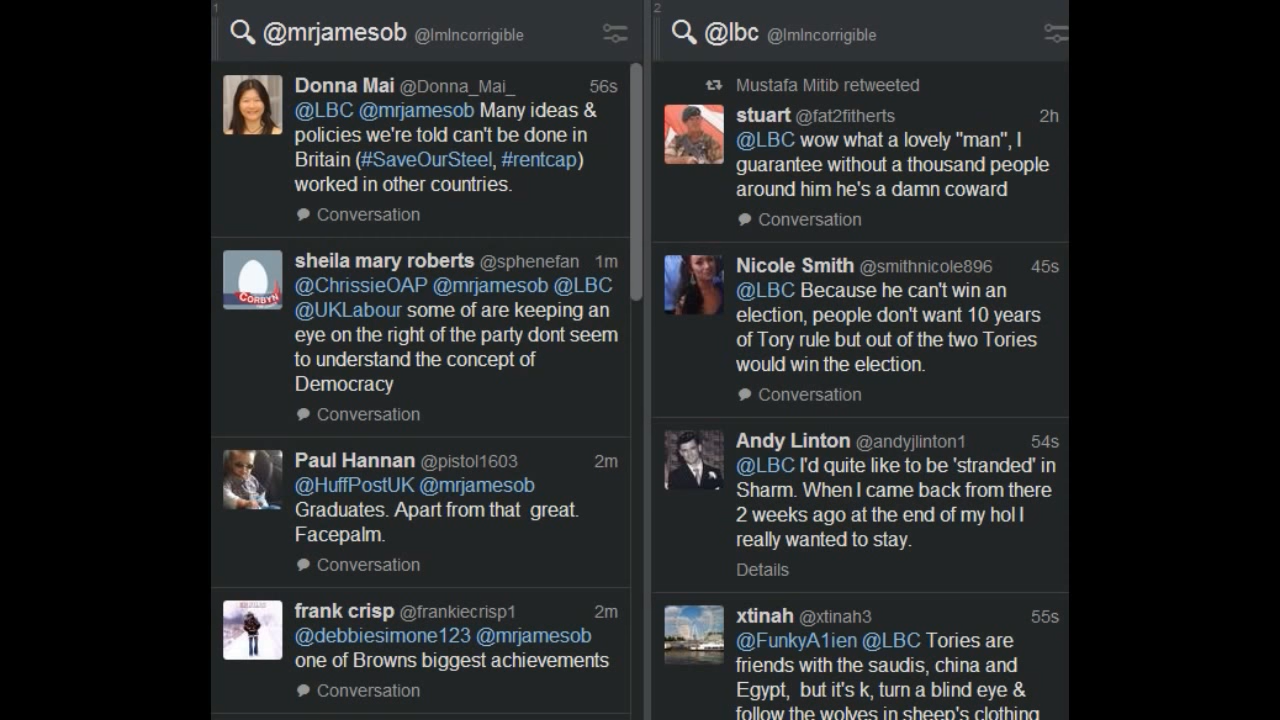 1
@mrjamesob @ImIncorrigible
Donna Mai @Donna_Mai_ 56s
@LBC @mrjamesob Many ideas &
policies we're told can't be done in
Britain (#SaveOurSteel, #rentcap)
worked in other countries.
Conversation
sheila mary roberts @sphenefan 1m
@ChrissieOAP @mrjamesob @LBC
@UKLabour some of are keeping an
eye on the right of the party dont seem
to understand the concept of
Democracy
Conversation
CORBYN
Paul Hannan @pistol1603 2m
@HuffPostUK @mrjamesob
Graduates. Apart from that great.
Facepalm.
Conversation
frank crisp @frankiecrisp1 2m
@debbiesimone123 @mrjamesob
one of Browns biggest achievements
Conversation
2
@lbc @ImIncorrigible
Mustafa Mitib retweeted
stuart @fat2fitherts 2h
@LBC wow what a lovely "man", I
guarantee without a thousand people
around him he's a damn coward
Conversation
Nicole Smith @smithnicole896 45s
@LBC Because he can't win an
election, people don't want 10 years
of Tory rule but out of the two Tories
would win the election.
Conversation
Andy Linton @andyjlinton1 54s
@LBC I'd quite like to be 'stranded' in
Sharm. When I came back from there
2 weeks ago at the end of my hol I
really wanted to stay.
Details
xtinah @xtinah3 55s
@FunkyA1ien @LBC Tories are
friends with the saudis, china and
Egypt, but it's k, turn a blind eye &
follow the wolves in sheep's clothing